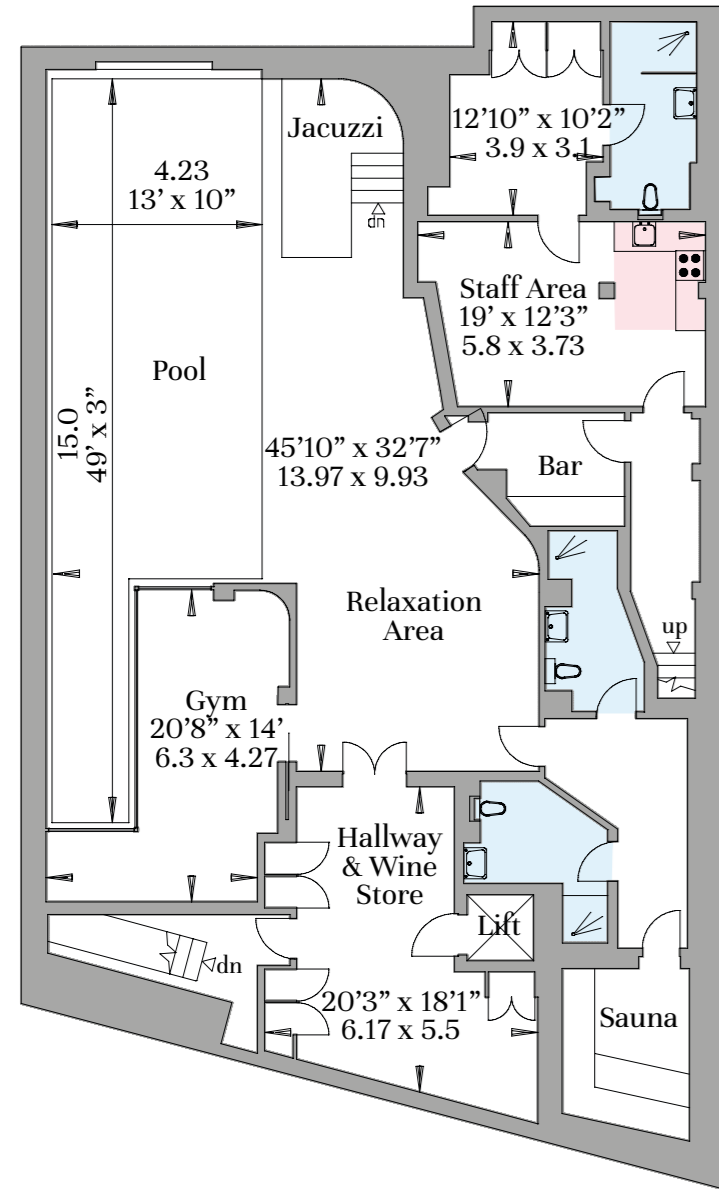 Jacuzzi
dn
4.23
13’ x 10”
12’10” x 10’2”
3.9 x 3.1
Staff Area
19’ x 12’3”
5.8 x 3.73
Pool
15.0
49’ x 3”
45’10” x 32’7”
13.97 x 9.93
Bar
Relaxation
Area
up
Gym
20’8” x 14’
6.3 x 4.27
Hallway
& Wine
Store
Lift
dn
20’3” x 18’1”
6.17 x 5.5
Sauna